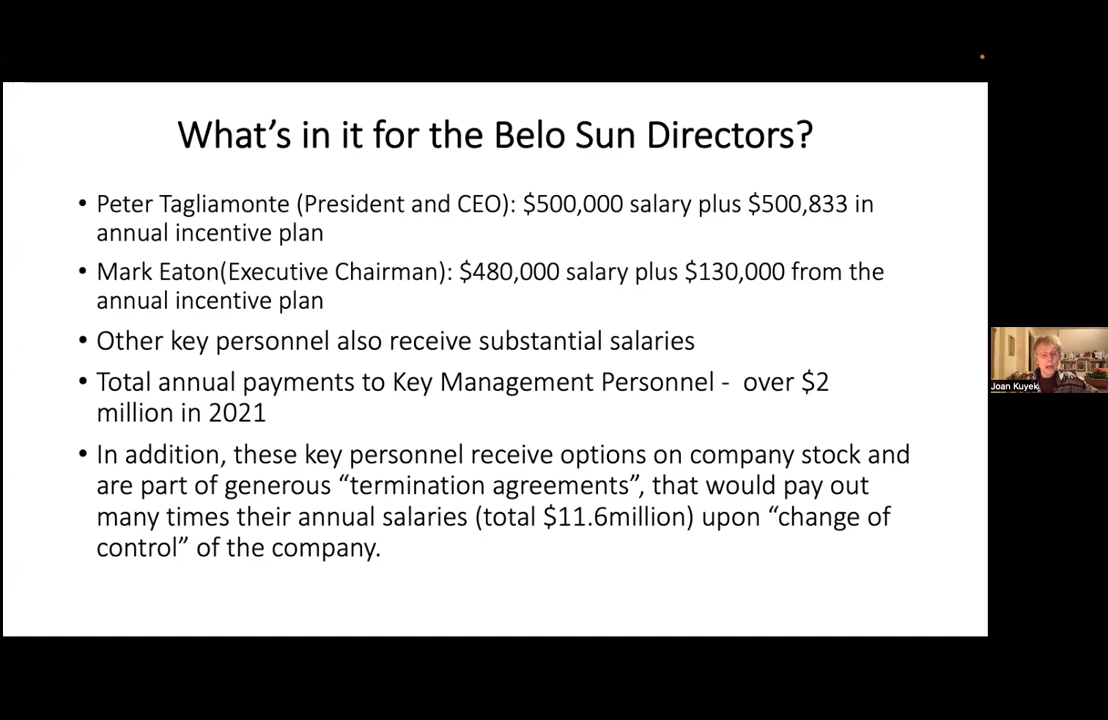 What's in it for the Belo Sun Directors?
• Peter Tagliamonte (President and CEO): $500,000 salary plus $500,833 in
annual incentive plan
• Mark Eaton(Executive Chairman): $480,000 salary plus $130,000 from the
annual incentive plan
• Other key personnel also receive substantial salaries
• Total annual payments to Key Management Personnel -  over $2
million in 2021
• In addition, these key personnel receive options on company stock and
are part of generous “termination agreements”, that would pay out
many times their annual salaries (total $11.6million) upon “change of
control” of the company.
Joan Kuyek